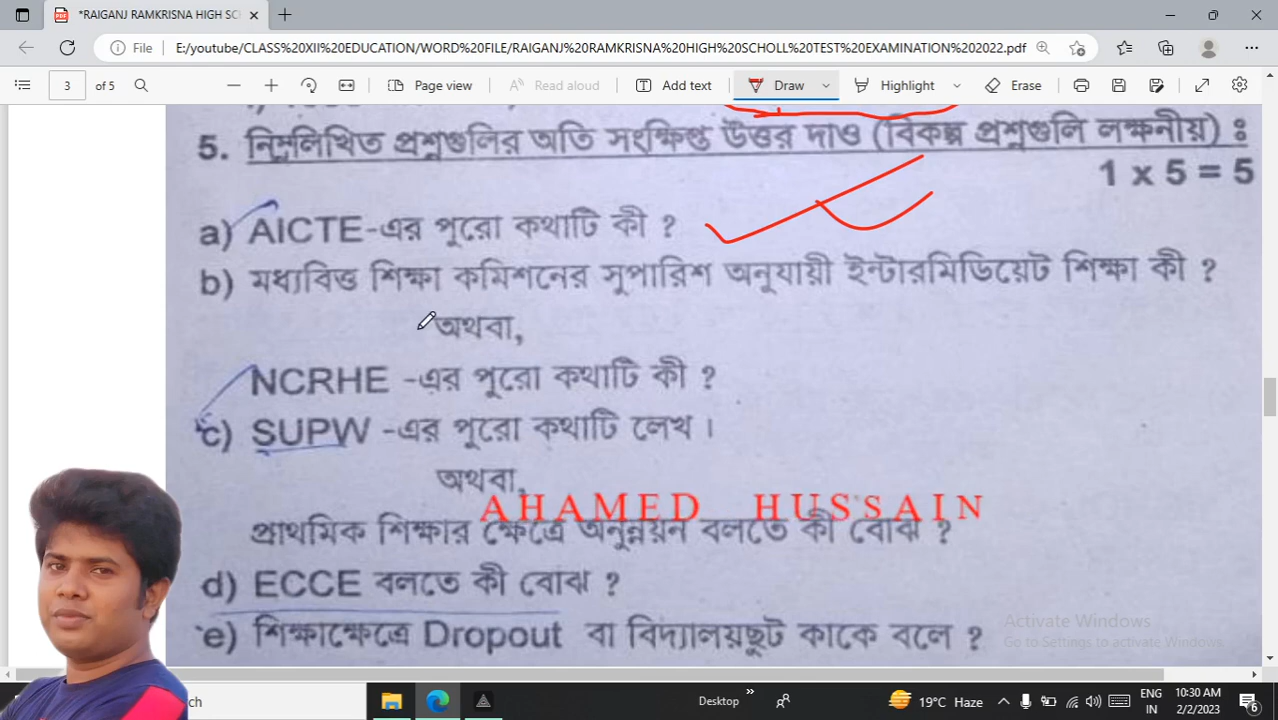 *RAIGANJ RAMKRISNA HIGH SC
File E:/youtube/CLASS%20XII%20EDUCATION/WORD%20FILE/RAIGANJ%20RAMKRISNA%20HIGH%20SCHOLL%20TEST%20EXAMINATION%202022.pdf
3 of 5 Page view Read aloud Add text Draw Highlight Erase
5. নিম্নলিখিত প্রশ্নগুলির অতি সংক্ষিপ্ত উত্তর দাও (বিকল্প প্রশ্নগুলি লক্ষনীয়) :
1 x 5 = 5
a) AICTE-এর পুরো কথাটি কী ?
b) মধ্যবিত্ত শিক্ষা কমিশনের সুপারিশ অনুযায়ী ইন্টারমিডিয়েট শিক্ষা কী ?
অথবা,
NCRHE -এর পুরো কথাটি কী ?
c) SUPW -এর পুরো কথাটি লেখ ।
অথবা,
AHAMED HUSSAIN
প্রাথমিক শিক্ষার ক্ষেত্রে অনুন্নয়ন বলতে কী বোঝ ?
d) ECCE বলতে কী বোঝ ?
e) শিক্ষাক্ষেত্রে Dropout বা বিদ্যালয়ছুট কাকে বলে ?
Activate Windows
Go to Settings to activate Windows.
rch Desktop 19°C Haze ENG 10:30 AM
IN 2/2/2023 6